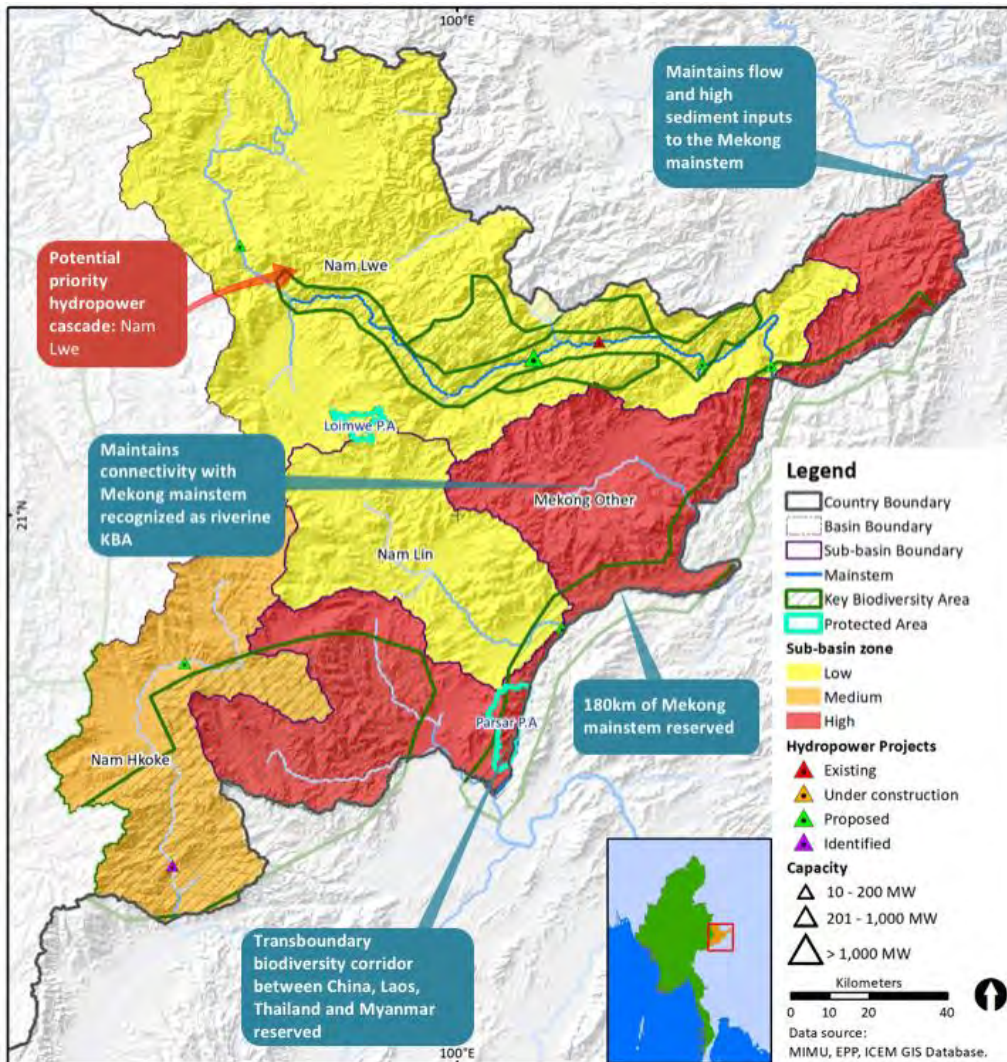 100°E
Maintains flow
and high
sediment inputs
to the Mekong
mainstem
Potential
priority
hydropower
cascade: Nam
Lwe
Nam Lwe
Loimwe P.A
Maintains
connectivity with
Mekong mainstem
recognized as riverine
KBA
21°N
Mekong Other
Nam Lin
180km of Mekong
mainstem reserved
Parsar P.A
Nam Hkoke
Transboundary
biodiversity corridor
between China, Laos,
Thailand and Myanmar
reserved
100°E
Legend
Country Boundary
Basin Boundary
Sub-basin Boundary
Mainstem
Key Biodiversity Area
Protected Area
Sub-basin zone
Low
Medium
High
Hydropower Projects
Existing
Under construction
Proposed
Identified
Capacity
10 - 200 MW
201 - 1,000 MW
> 1,000 MW
Kilometers
0 10 20 40
Data source:
MIMU, EPP, ICEM GIS Database.